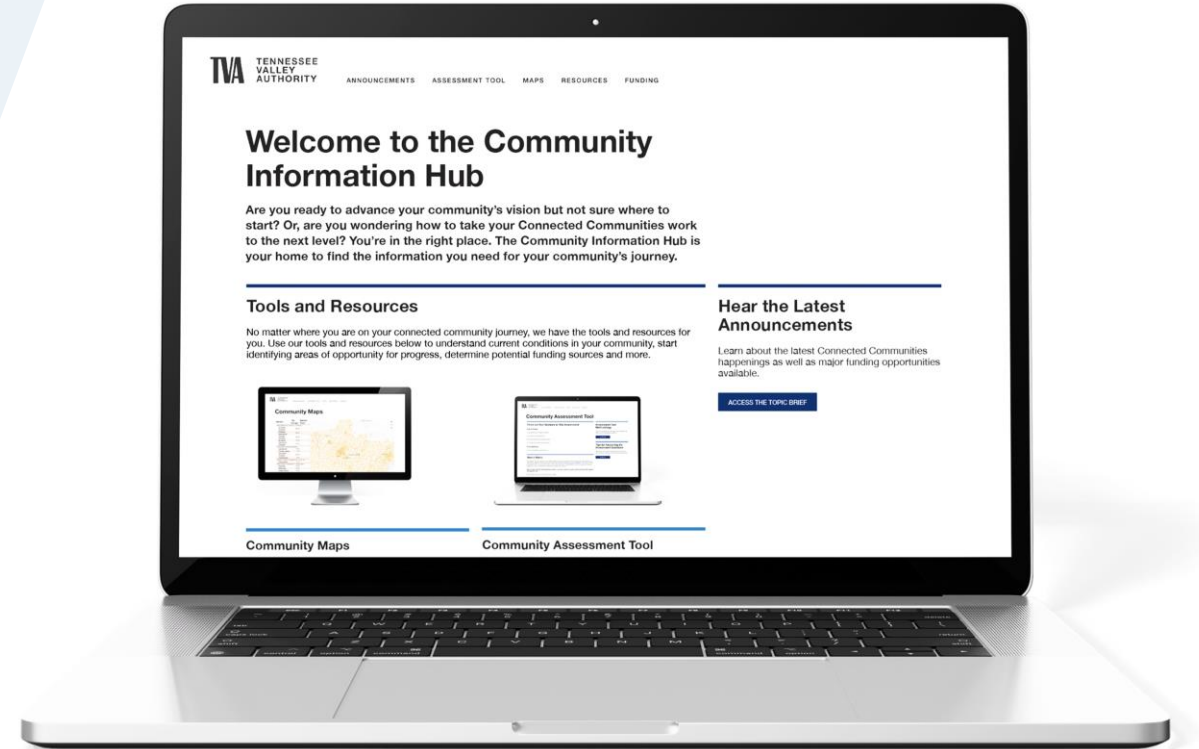 TVA TENNESSEE
VALLEY
AUTHORITY
ANNOUNCEMENTS ASSESSMENT TOOL MAPS RESOURCES FUNDING
Welcome to the Community
Information Hub
Are you ready to advance your community's vision but not sure where to
start? Or, are you wondering how to take your Connected Communities work
to the next level? You're in the right place. The Community Information Hub is
your home to find the information you need for your community's journey.
Tools and Resources
No matter where you are on your connected community journey, we have the tools and resources for
you. Use our tools and resources below to understand current conditions in your community, start
identifying areas of opportunity for progress, determine potential funding sources and more.
Hear the Latest
Announcements
Learn about the latest Connected Communities
happenings as well as major funding opportunities
available.
ACCESS THE TOPIC BRIEF
Community Maps
Community Assessment Tool
Community Maps
Community Assessment Tool